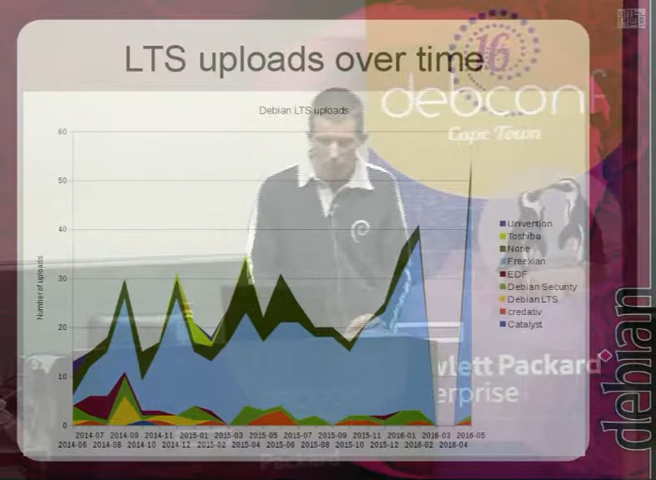 LTS uploads over time
16
debconf
Cape Town
Debian LTS uploads
60
50
40
30
20
10
0
Number of uploads
Univention
Toshiba
None
Freexian
EDF
Debian Security
Debian LTS
credativ
Catalyst
wlett Packard
erprise
debian
2014-07 2014-09 2014-11 2015-01 2015-03 2015-05 2015-07 2015-09 2015-11 2016-01 2016-03 2016-05
2014-06 2014-08 2014-10 2014-12 2015-02 2015-04 2015-06 2015-08 2015-10 2015-12 2016-02 2016-04